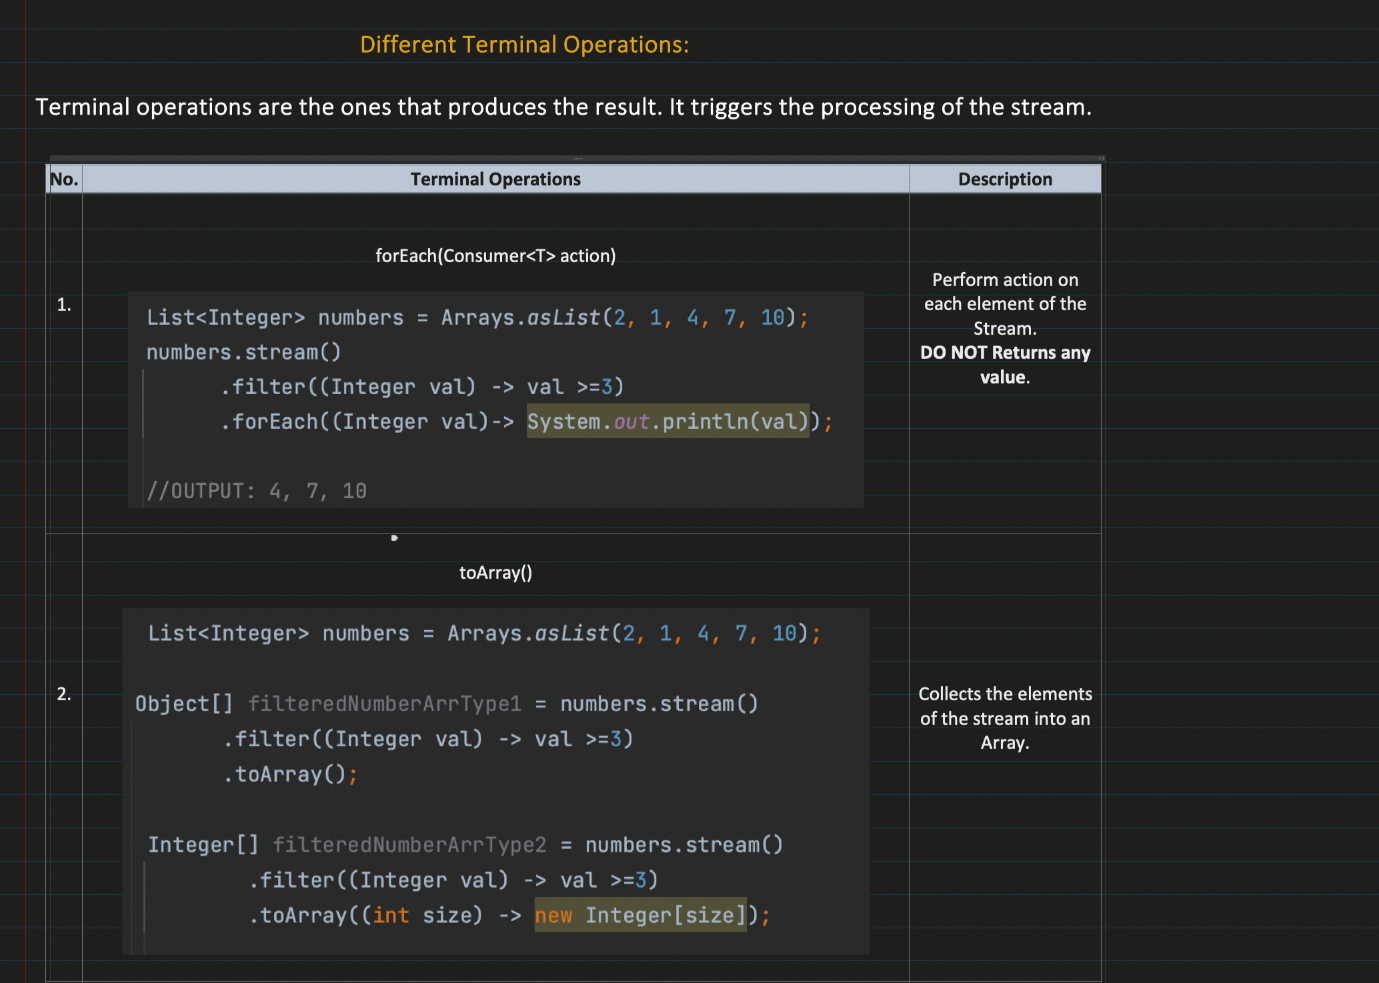 Different Terminal Operations:
Terminal operations are the ones that produces the result. It triggers the processing of the stream.
No. Terminal Operations Description
1.
forEach(Consumer<T> action)
List<Integer> numbers = Arrays.asList(2, 1, 4, 7, 10);
numbers.stream()
.filter((Integer val) -> val >=3)
.forEach((Integer val)-> System.out.println(val));
//OUTPUT: 4, 7, 10
Perform action on
each element of the
Stream.
DO NOT Returns any
value.
2.
toArray()
List<Integer> numbers = Arrays.asList(2, 1, 4, 7, 10);
Object[] filteredNumberArrType1 = numbers.stream()
.filter((Integer val) -> val >=3)
.toArray();
Integer[] filteredNumberArrType2 = numbers.stream()
.filter((Integer val) -> val >=3)
.toArray((int size) -> new Integer[size]);
Collects the elements
of the stream into an
Array.